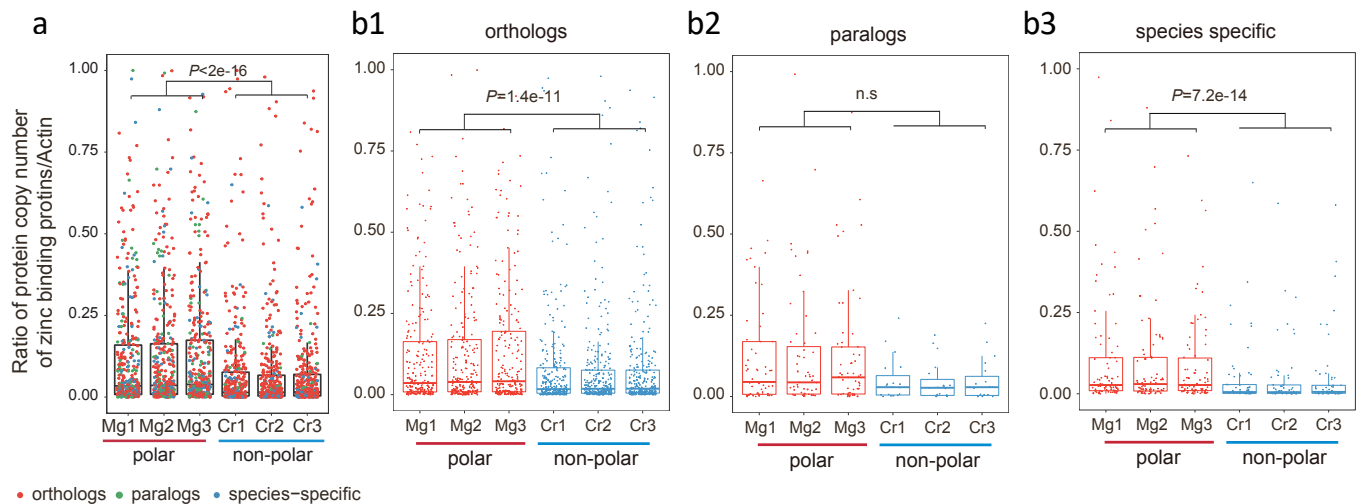 a
Ratio of protein copy number
of zinc binding protins/Actin
1.00
0.75
0.50
0.25
0.00
P<2e-16
Mg1 Mg2 Mg3 Cr1 Cr2 Cr3
polar non-polar
orthologs paralogs species-specific
b1
orthologs
1.00
0.75
0.50
0.25
0.00
P=1.4e-11
Mg1 Mg2 Mg3 Cr1 Cr2 Cr3
polar non-polar
b2
paralogs
1.00
0.75
0.50
0.25
0.00
n.s
Mg1 Mg2 Mg3 Cr1 Cr2 Cr3
polar non-polar
b3
species specific
1.00
0.75
0.50
0.25
0.00
P=7.2e-14
Mg1 Mg2 Mg3 Cr1 Cr2 Cr3
polar non-polar